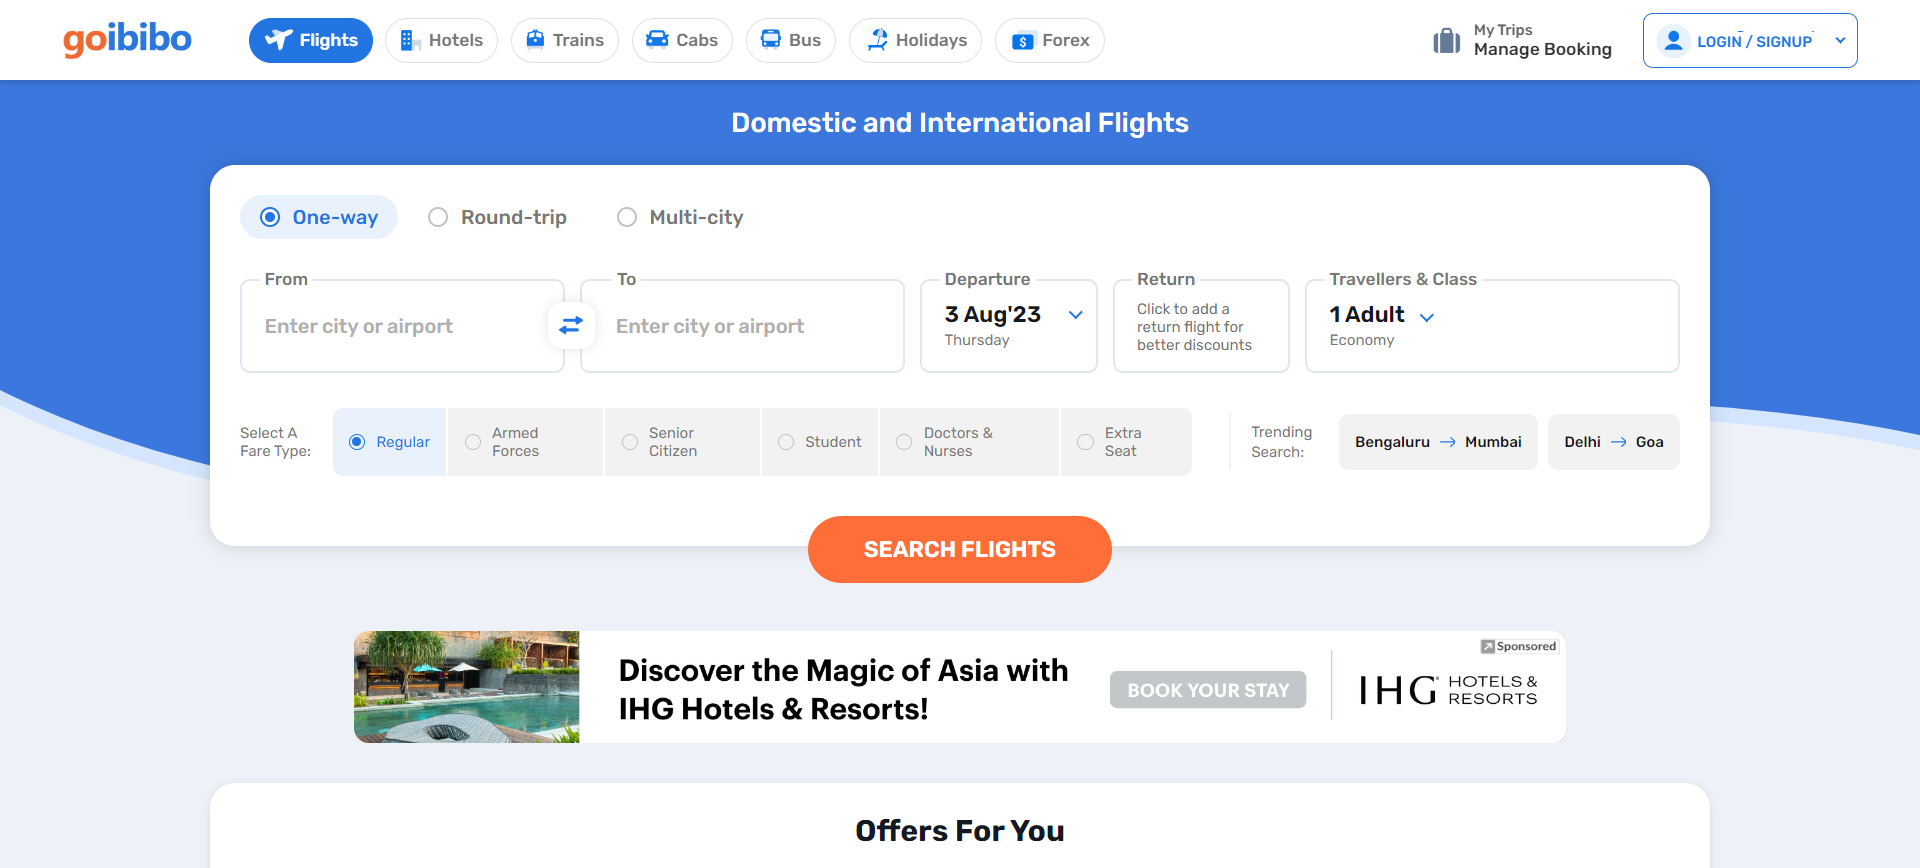 goibibo
Flights
Hotels
Trains
Cabs
Bus
Holidays
$
Forex
My Trips
Manage Booking
LOGIN / SIGNUP
Domestic and International Flights
One-way
Round-trip
Multi-city
From
Enter city or airport
To
Enter city or airport
Departure
3 Aug'23
Thursday
Return
Click to add a
return flight for
better discounts
Travellers & Class
1 Adult
Economy
Select A
Fare Type:
Regular
Armed
Forces
Senior
Citizen
Student
Doctors &
Nurses
Extra
Seat
Trending
Search:
Bengaluru → Mumbai
Delhi → Goa
SEARCH FLIGHTS
Discover the Magic of Asia with
IHG Hotels & Resorts!
BOOK YOUR STAY
Sponsored
IHG HOTELS &
RESORTS
Offers For You